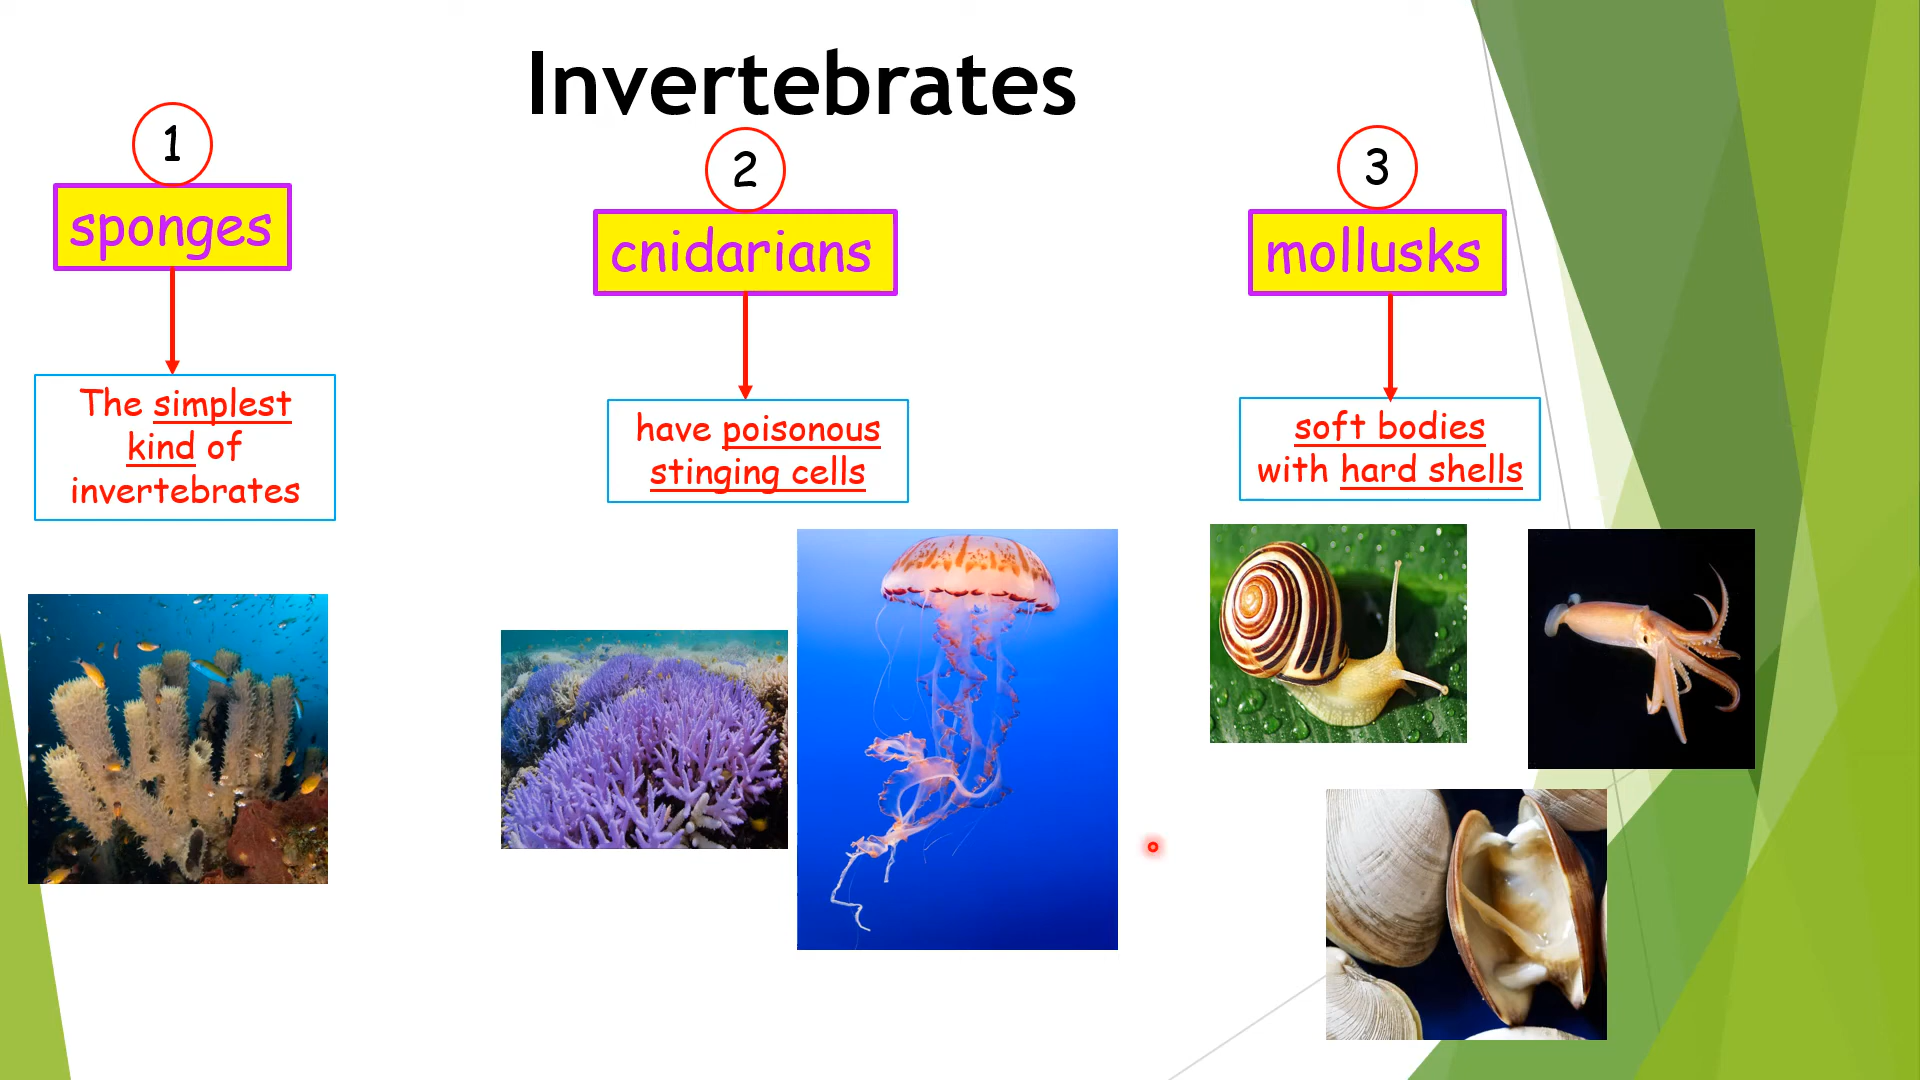 Invertebrates
1
sponges
The simplest
kind of
invertebrates
2
cnidarians
have poisonous
stinging cells
3
mollusks
soft bodies
with hard shells